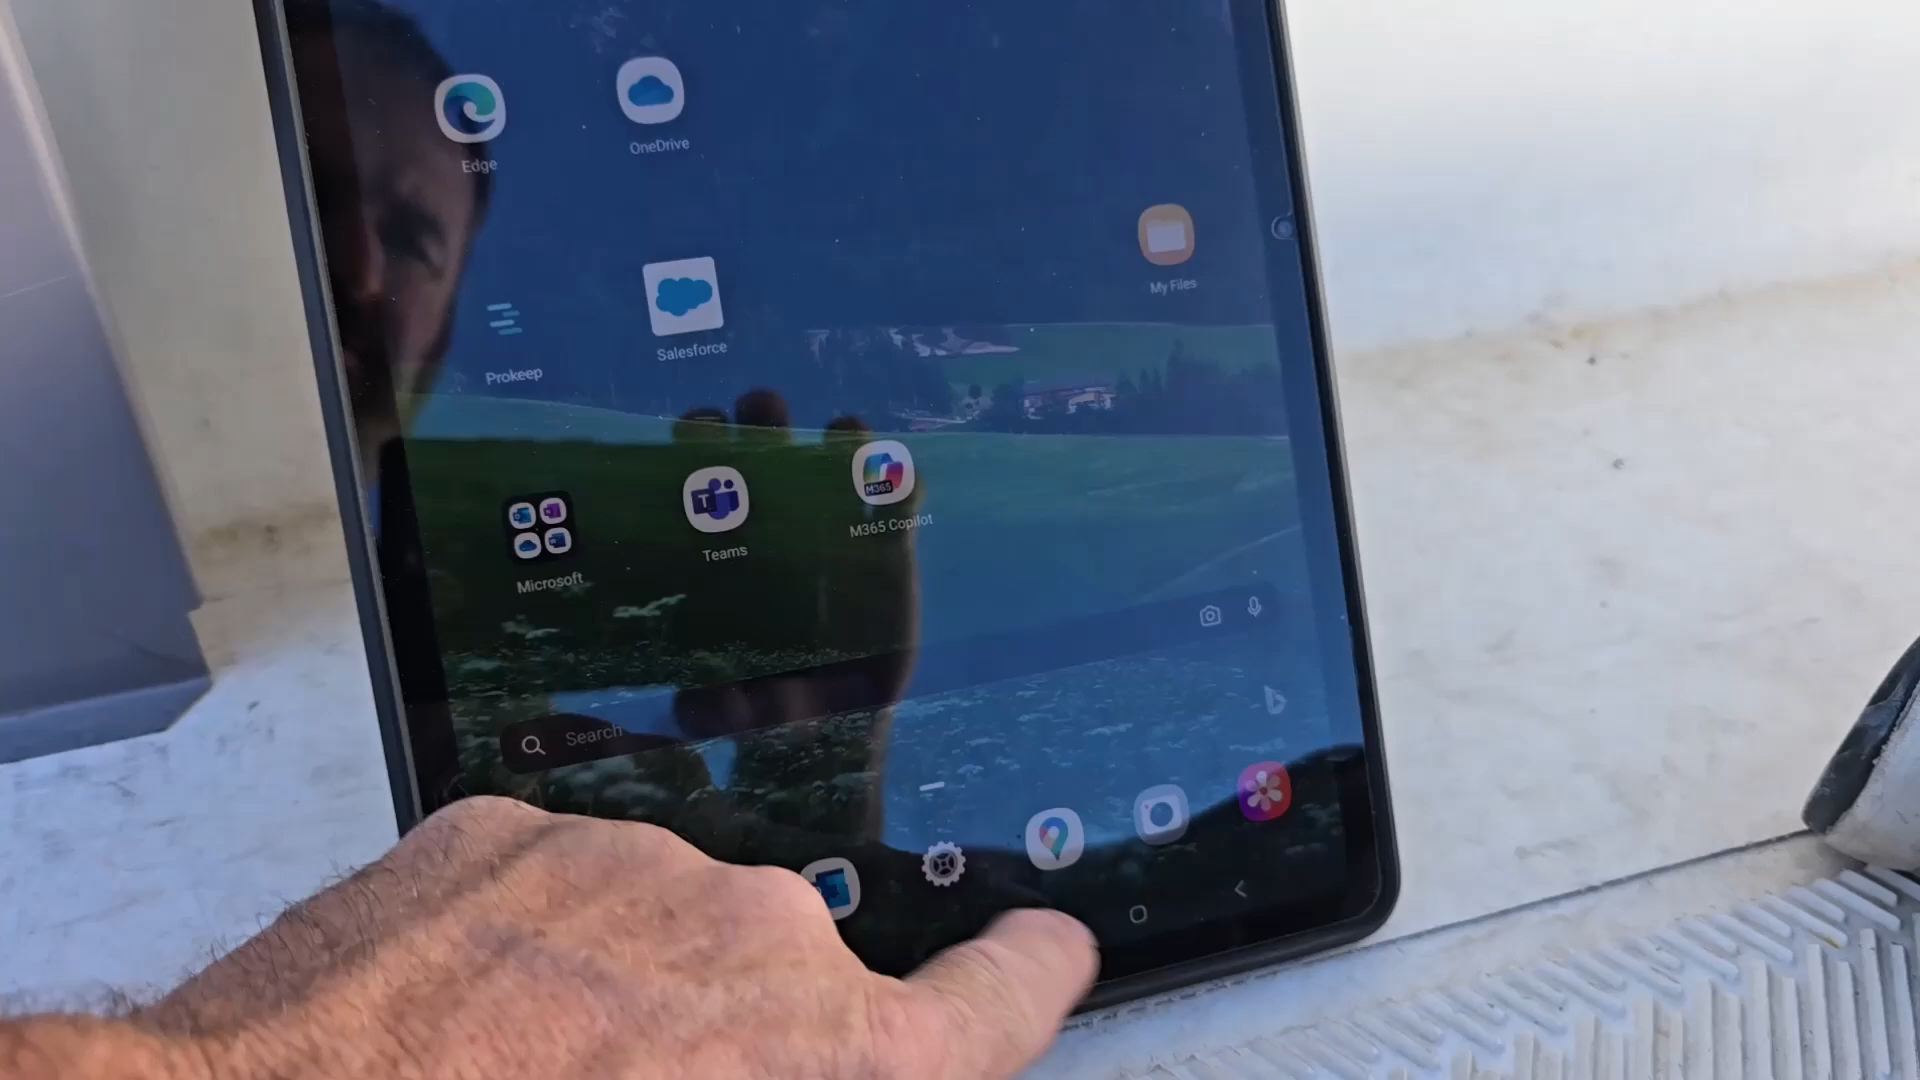 Edge
OneDrive
My Files
Prokeep
Salesforce
M365
M365 Copilot
T
Teams
Microsoft
Search